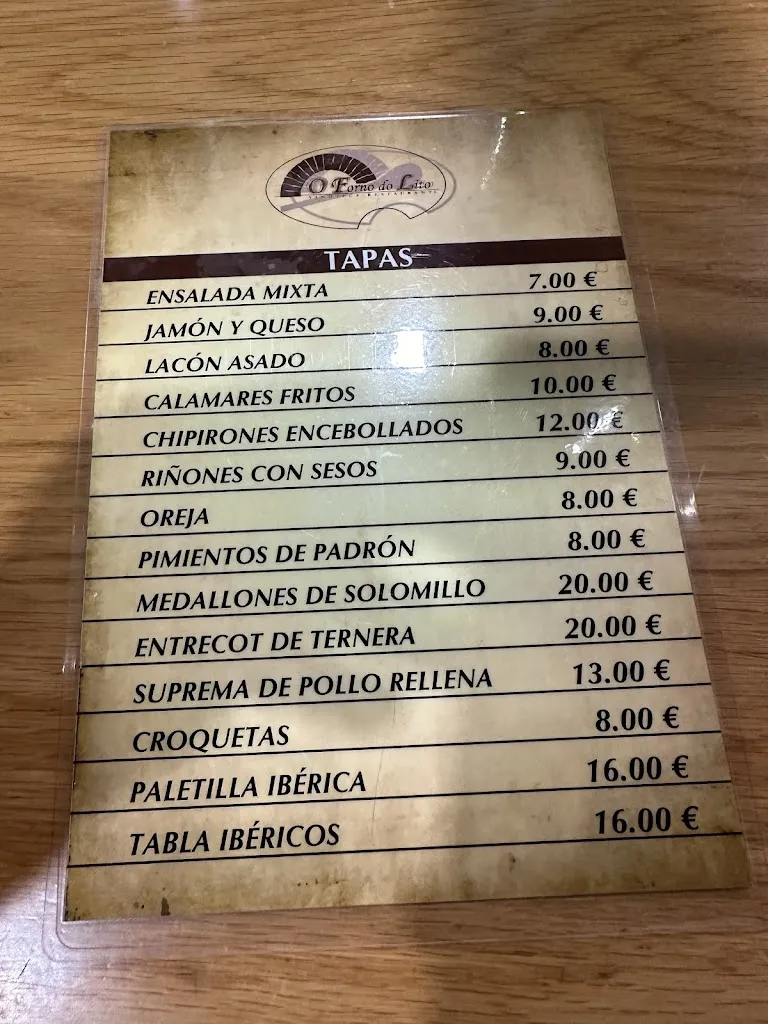 O Forno do Lito
VINOTECA RESTAURANTE
TAPAS
ENSALADA MIXTA 7.00 €
JAMÓN Y QUESO 9.00 €
LACÓN ASADO 8.00 €
CALAMARES FRITOS 10.00 €
CHIPIRONES ENCEBOLLADOS 12.00 €
RIÑONES CON SESOS 9.00 €
OREJA 8.00 €
PIMIENTOS DE PADRÓN 8.00 €
MEDALLONES DE SOLOMILLO 20.00 €
ENTRECOT DE TERNERA 20.00 €
SUPREMA DE POLLO RELLENA 13.00 €
CROQUETAS 8.00 €
PALETILLA IBÉRICA 16.00 €
TABLA IBÉRICOS 16.00 €